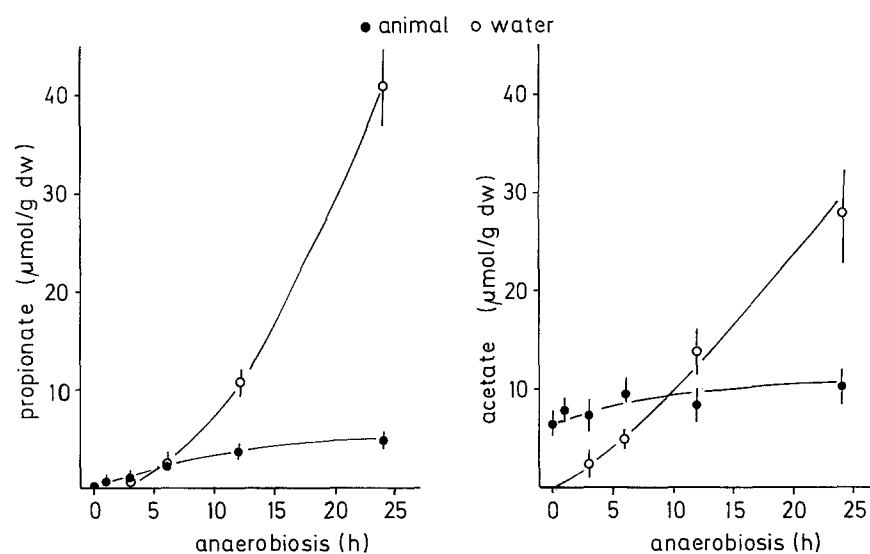 ● animal ○ water
propionate (μmol/g dw)
40
30
20
10
0 5 10 15 20 25
anaerobiosis (h)
acetate (μmol/g dw)
40
30
20
10
0 5 10 15 20 25
anaerobiosis (h)